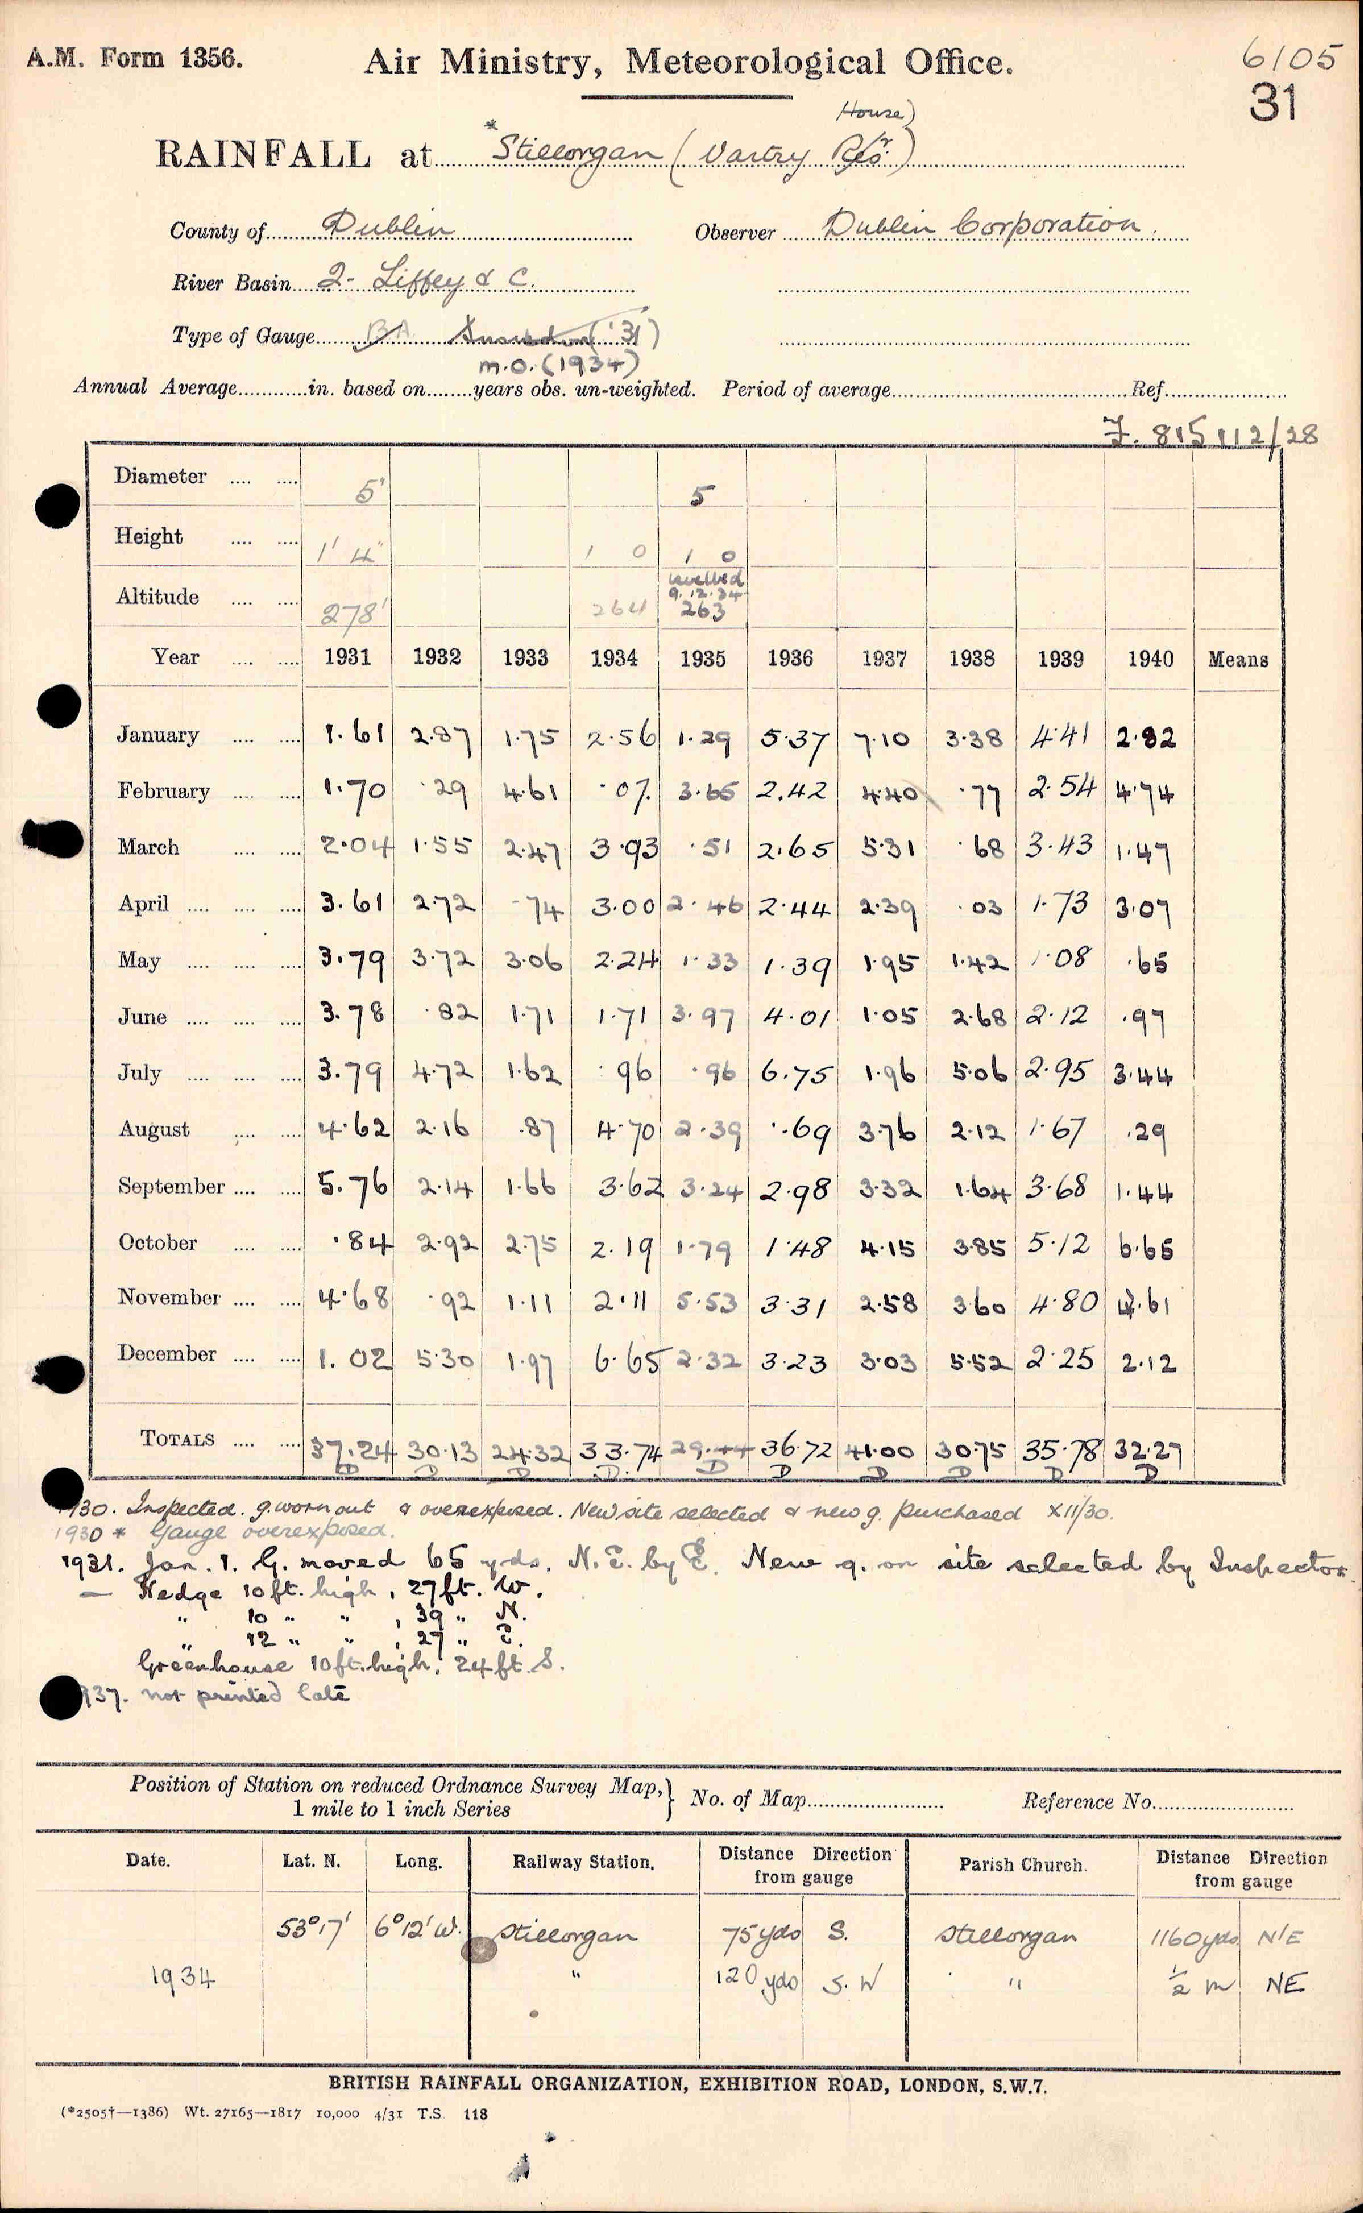 A.M. Form 1356.
Air Ministry, Meteorological Office.
6105
31
House)
RAINFALL at *Stillorgan (Vartry Resr.)
County of Dublin
Observer Dublin Corporation.
River Basin 2- Liffey & C.
Type of Gauge BA Snowdon ('31)
M.O. (1934)
Annual Average in. based on years obs. un-weighted. Period of average Ref.
F. 815112/28
Diameter 5" 5
Height 1' 4" 1 0 1 0
levelled
9.12.34
Altitude 278' 264 263
Year 1931 1932 1933 1934 1935 1936 1937 1938 1939 1940 Means
January 1.61 2.87 1.75 2.56 1.29 5.37 7.10 3.38 4.41 2.82
February 1.70 .29 4.61 .07 3.65 2.42 4.40 .77 2.54 4.74
March 2.04 1.55 2.47 3.93 .51 2.65 5.31 .68 3.43 1.47
April 3.61 2.72 .74 3.00 2.46 2.44 2.39 .03 1.73 3.07
May 3.79 3.72 3.06 2.24 1.33 1.39 1.95 1.42 1.08 .65
June 3.78 .82 1.71 1.71 3.97 4.01 1.05 2.68 2.12 .97
July 3.79 4.72 1.62 .96 .96 6.75 1.96 5.06 2.95 3.44
August 4.62 2.16 .87 4.70 2.39 .69 3.76 2.12 1.67 .29
September 5.76 2.14 1.66 3.62 3.24 2.98 3.32 1.64 3.68 1.44
October .84 2.92 2.75 2.19 1.79 1.48 4.15 3.85 5.12 6.65
November 4.68 .92 1.11 2.11 5.53 3.31 2.58 3.60 4.80 4.61
December 1.02 5.30 1.97 6.65 2.32 3.23 3.03 5.52 2.25 2.12
TOTALS 37.24 30.13 24.32 33.74 29.44 36.72 41.00 30.75 35.78 32.27
D D D D D D D D D D
1930. Inspected. g. worn out & overexposed. New site selected & new g. purchased XII/30.
1930 * Gauge overexposed.
1931. Jan. 1. G. moved 65 yds. N.E. by E. New g. on site selected by Inspector.
— Hedge 10 ft. high, 27 ft. W.
" 10 " " , 39 " N.
" 12 " " , 27 " E.
Greenhouse 10 ft. high, 24 ft S.
1937. not printed late
Position of Station on reduced Ordnance Survey Map,
1 mile to 1 inch Series
No. of Map
Reference No.
Date. Lat. N. Long. Railway Station. Distance Direction from gauge Parish Church. Distance Direction from gauge
53°17' 6°12' W. Stillorgan 75 yds S. Stillorgan 1160 yds N'E
1934 " 120 yds S.W " 1/2 m NE
BRITISH RAINFALL ORGANIZATION, EXHIBITION ROAD, LONDON, S.W.7.
(*2505†—1386) Wt. 27165—1817 10,000 4/31 T.S. 118